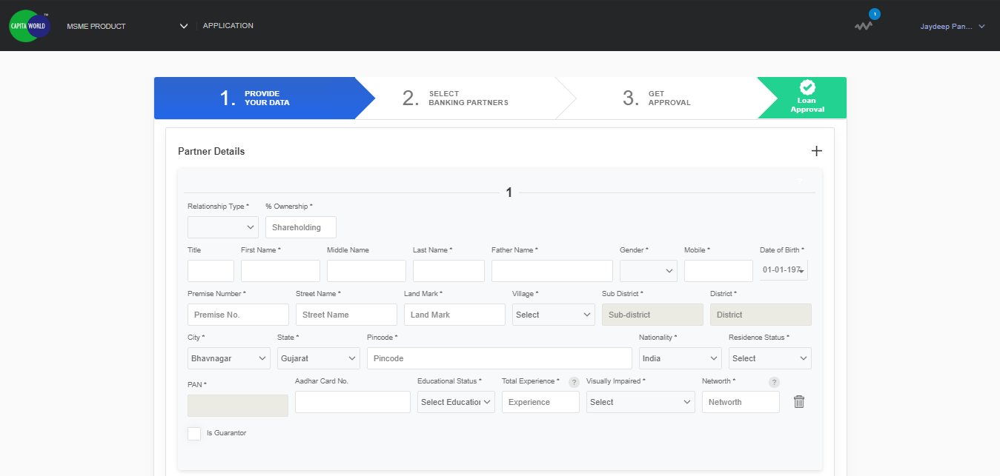 CAPITA WORLD
TM
MSME PRODUCT
APPLICATION
1
Jaydeep Pan...
1. PROVIDE
YOUR DATA
2. SELECT
BANKING PARTNERS
3. GET
APPROVAL
Loan
Approval
Partner Details
1
Relationship Type * % Ownership *
Shareholding
Title First Name * Middle Name Last Name * Father Name * Gender * Mobile * Date of Birth *
01-01-197
Premise Number * Street Name * Land Mark * Village * Sub District * District *
Premise No. Street Name Land Mark Select Sub-district District
City * State * Pincode * Nationality * Residence Status *
Bhavnagar Gujarat Pincode India Select
PAN * Aadhar Card No. Educational Status * Total Experience * ? Visually Impaired * Networth * ?
Select Education Experience Select Networth
Is Guarantor